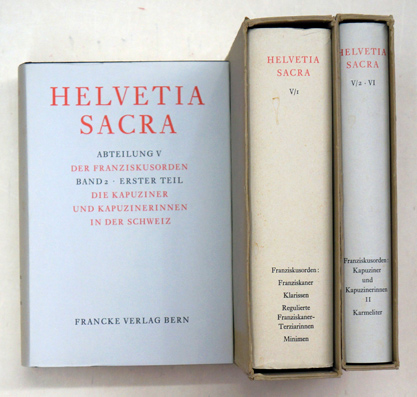 HELVETIA
SACRA
ABTEILUNG V
DER FRANZISKUSORDEN
BAND 2 · ERSTER TEIL
DIE KAPUZINER
UND KAPUZINERINNEN
IN DER SCHWEIZ
FRANCKE VERLAG BERN
HELVETIA
SACRA
V/1
Franziskusorden:
Franziskaner
Klarissen
Regulierte
Franziskaner-
Terziarinnen
Minimen
HELVETIA
SACRA
V/2 · VI
Franziskusorden:
Kapuziner
und
Kapuzinerinnen
II
Karmeliter